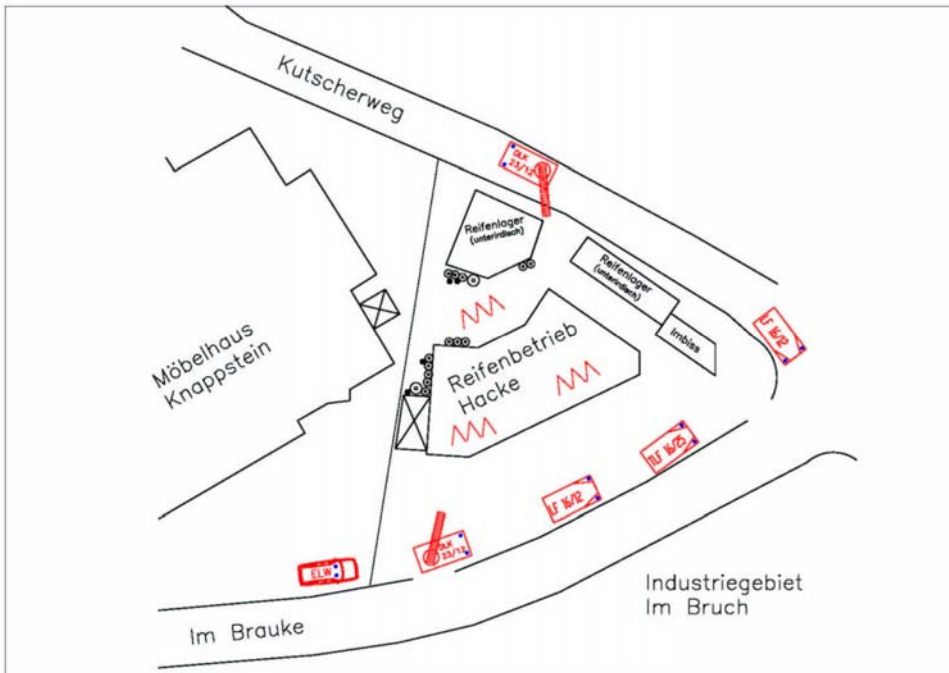 Kutscherweg
DLK
23/12
Reifenlager
(unterirdisch)
Reifenlager
(unterirdisch)
Imbiss
LF 16/12
Möbelhaus
Knappstein
Reifenbetrieb
Hacke
TLF 16/25
LF 16/12
DLK
23/12
ELW
Industriegebiet
Im Bruch
Im Brauke